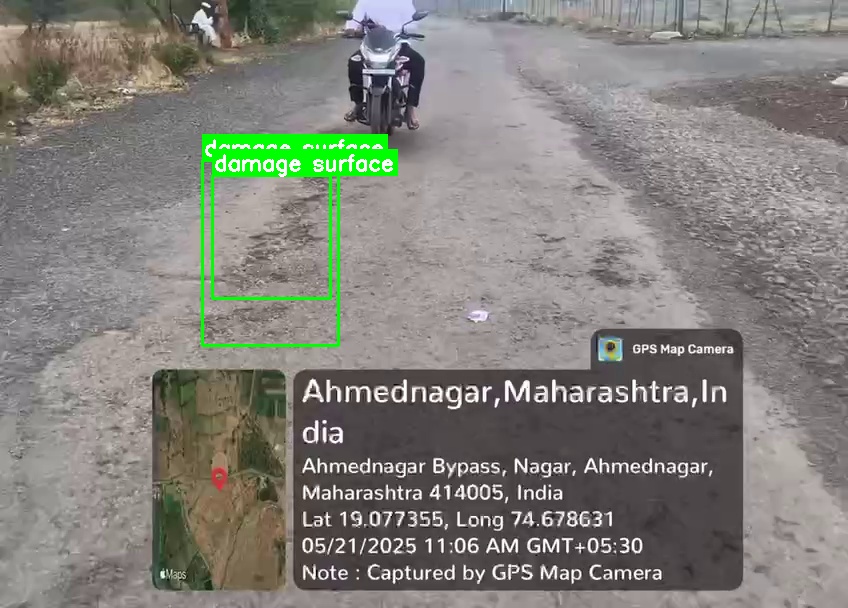 damage surface
damage surface
GPS Map Camera
Ahmednagar,Maharashtra,In
dia
Ahmednagar Bypass, Nagar, Ahmednagar,
Maharashtra 414005, India
Lat 19.077355, Long 74.678631
05/21/2025 11:06 AM GMT+05:30
Note : Captured by GPS Map Camera
Maps